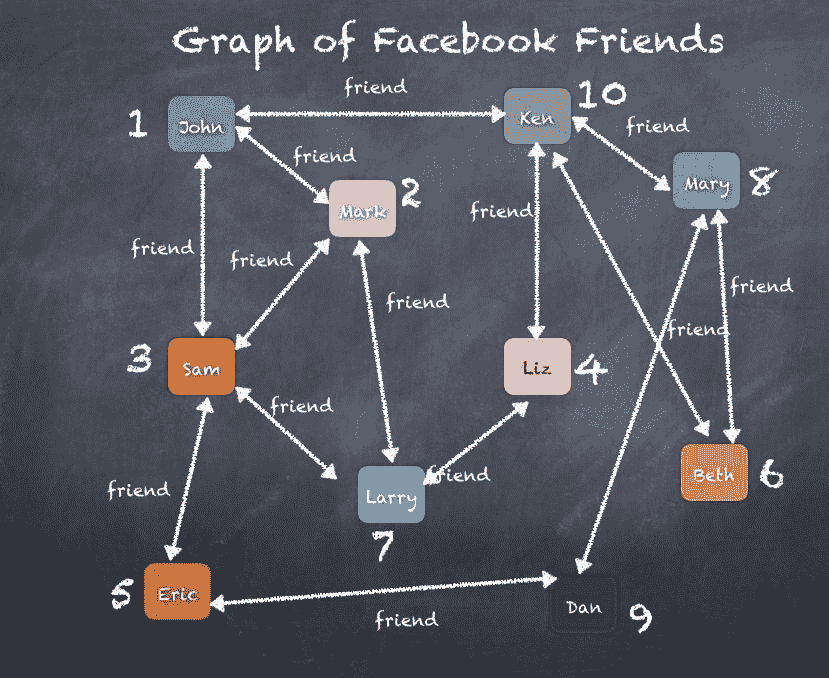 Graph of Facebook Friends
friend
1
John
Ken
10
friend
friend
Mark
2
friend
Mary
8
friend
friend
friend
friend
friend
3
Sam
Liz
4
friend
friend
Beth
6
friend
Larry
7
5
Eric
Dan
9
friend